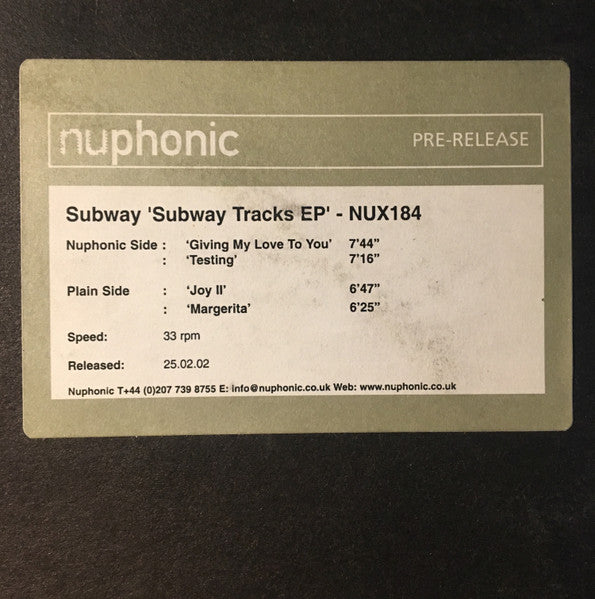 nuphonic PRE-RELEASE
Subway 'Subway Tracks EP' - NUX184
Nuphonic Side : ‘Giving My Love To You’ 7’44”
: ‘Testing’ 7’16”
Plain Side : ‘Joy II’ 6’47”
: ‘Margerita’ 6’25”
Speed: 33 rpm
Released: 25.02.02
Nuphonic T+44 (0)207 739 8755 E: info@nuphonic.co.uk Web: www.nuphonic.co.uk